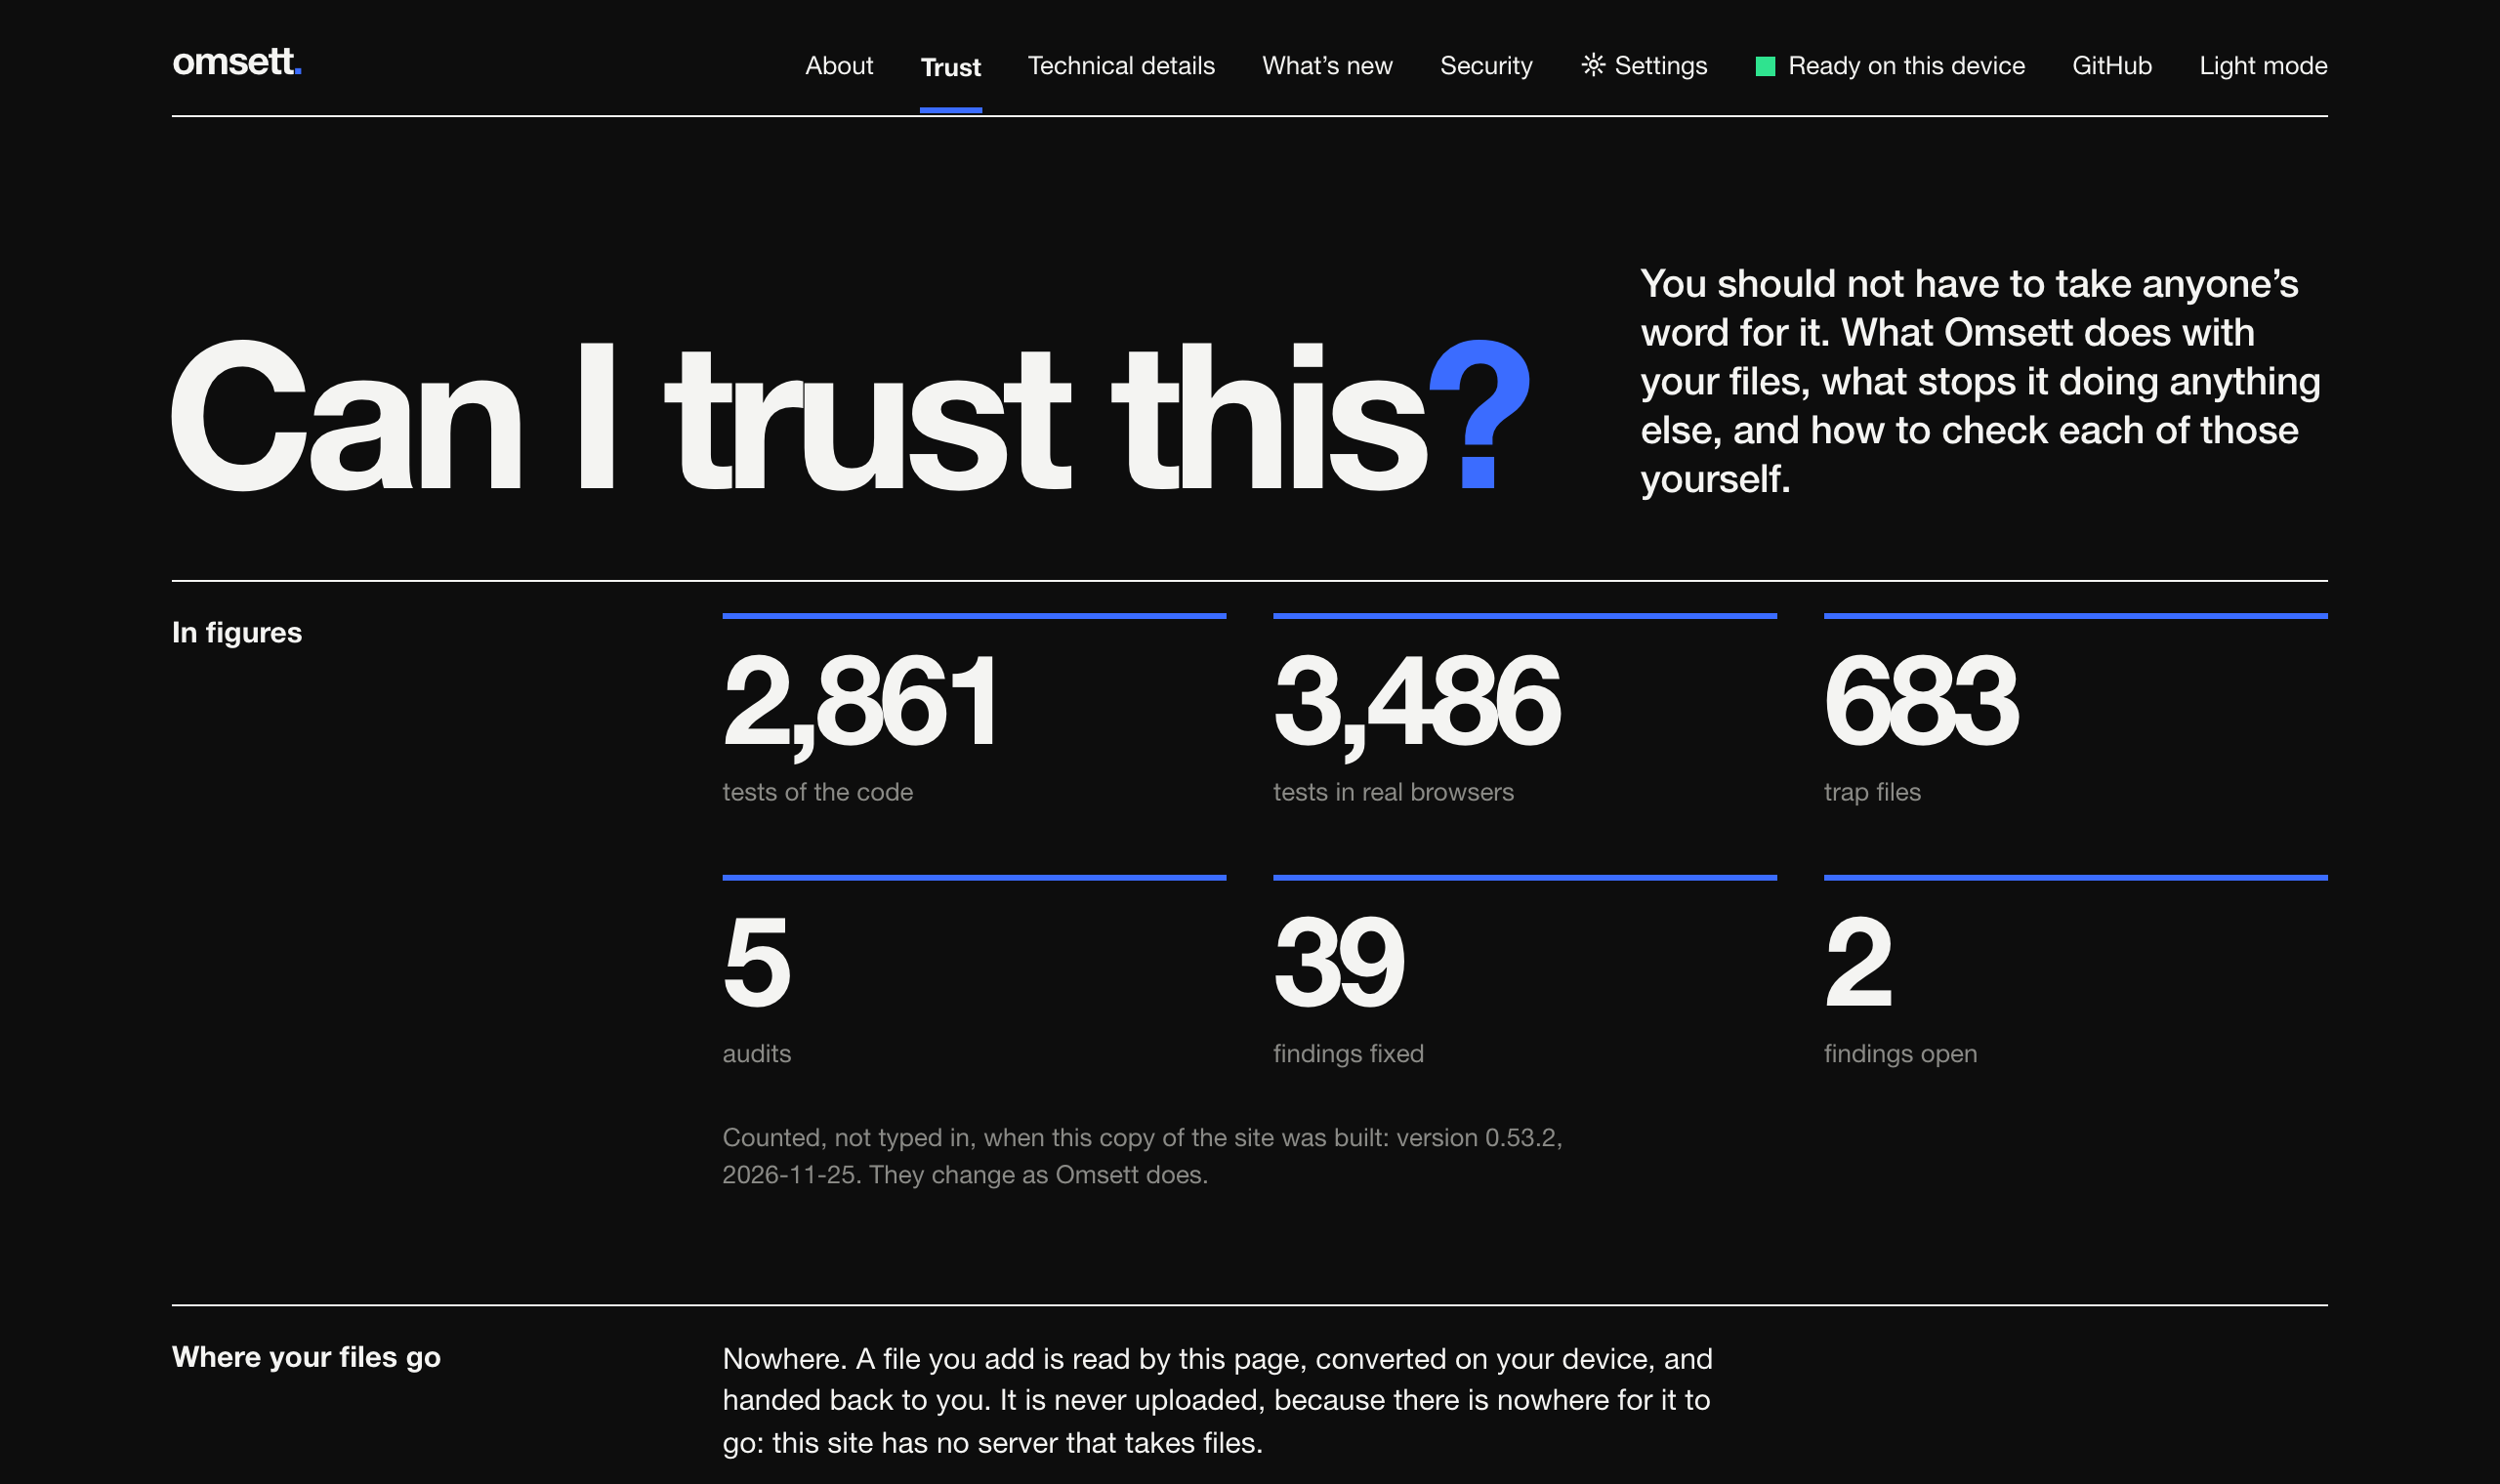 omsett.
About
Trust
Technical details
What’s new
Security
Settings
Ready on this device
GitHub
Light mode
Can I trust this?
You should not have to take anyone’s
word for it. What Omsett does with
your files, what stops it doing anything
else, and how to check each of those
yourself.
In figures
2,861
tests of the code
3,486
tests in real browsers
683
trap files
5
audits
39
findings fixed
2
findings open
Counted, not typed in, when this copy of the site was built: version 0.53.2,
2026-11-25. They change as Omsett does.
Where your files go
Nowhere. A file you add is read by this page, converted on your device, and
handed back to you. It is never uploaded, because there is nowhere for it to
go: this site has no server that takes files.